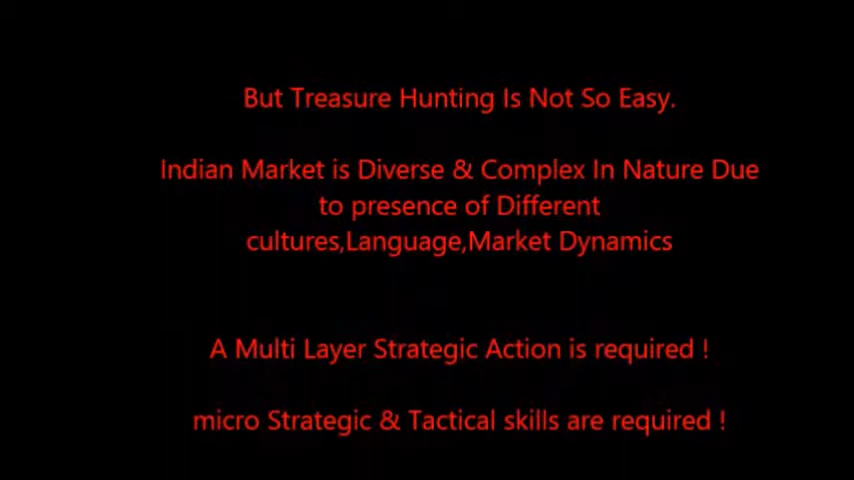 But Treasure Hunting Is Not So Easy.
Indian Market is Diverse & Complex In Nature Due
to presence of Different
cultures,Language,Market Dynamics
A Multi Layer Strategic Action is required !
micro Strategic & Tactical skills are required !